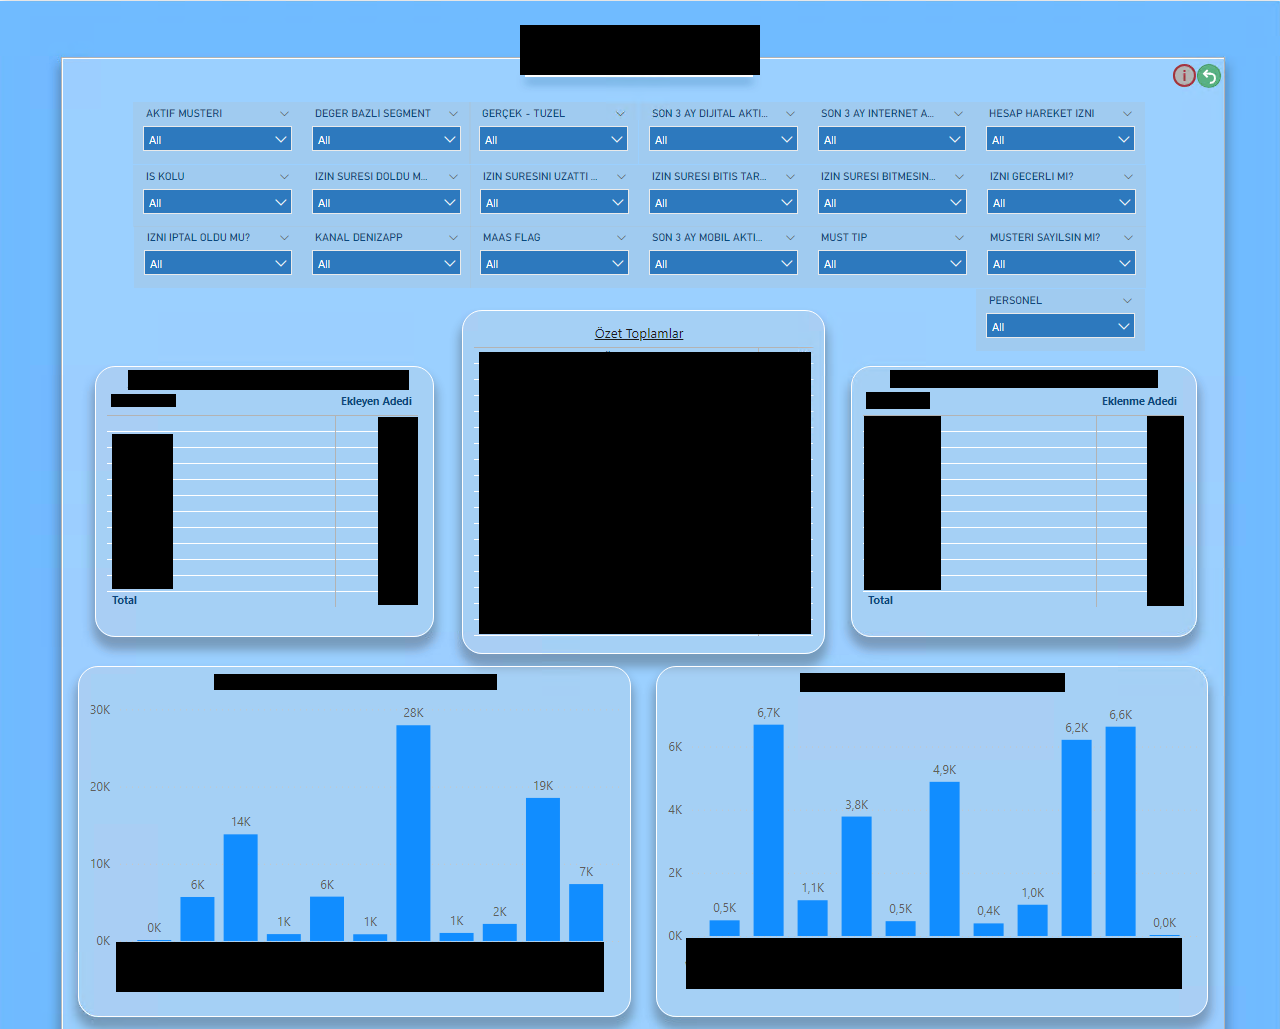 AKTIF MUSTERI DEGER BAZLI SEGMENT GERÇEK - TUZEL SON 3 AY DIJITAL AKTI... SON 3 AY INTERNET A... HESAP HAREKET IZNI
All All All All All All
IS KOLU IZIN SURESI DOLDU M... IZIN SURESINI UZATTI ... IZIN SURESI BITIS TAR... IZIN SURESI BITMESIN... IZNI GECERLI MI?
All All All All All All
IZNI IPTAL OLDU MU? KANAL DENIZAPP MAAS FLAG SON 3 AY MOBIL AKTI... MUST TIP MUSTERI SAYILSIN MI?
All All All All All All
PERSONEL
All
Özet Toplamlar
Ekleyen Adedi
Total
Eklenme Adedi
Total
30K
20K
10K
0K
0K 6K 14K 1K 6K 1K 28K 1K 2K 19K 7K
6K
4K
2K
0K
0,5K 6,7K 1,1K 3,8K 0,5K 4,9K 0,4K 1,0K 6,2K 6,6K 0,0K